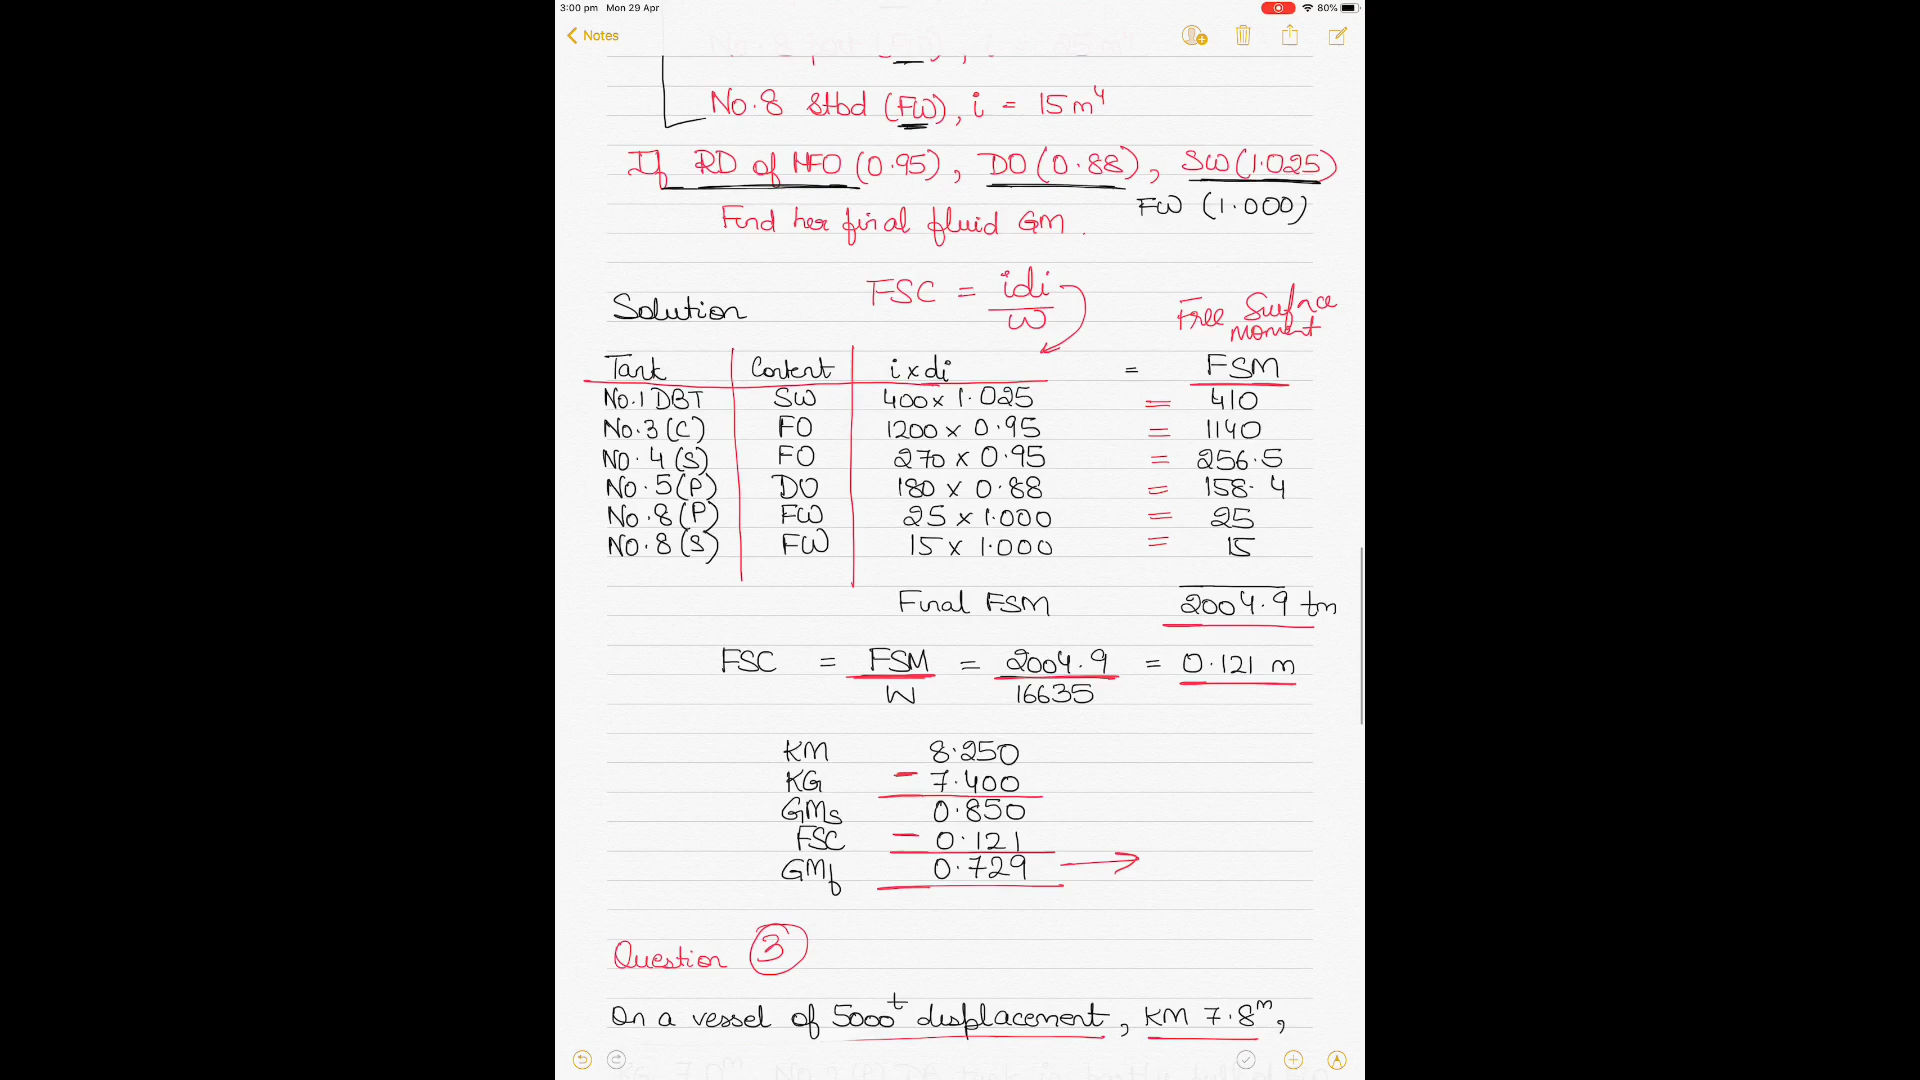 3:00 pm Mon 29 Apr
80%
Notes
No.8 Stbd (FW), i = 15m⁴
If RD of HFO (0.95), DO (0.88), SW (1.025)
FW (1.000)
Find her final fluid GM.
FSC = idi / W
Solution
Free Surface moment
Tank Content i x di = FSM
No.1 DBT SW 400 x 1.025 = 410
No.3 (C) FO 1200 x 0.95 = 1140
No.4 (S) FO 270 x 0.95 = 256.5
No.5 (P) DO 180 x 0.88 = 158.4
No.8 (P) FW 25 x 1.000 = 25
No.8 (S) FW 15 x 1.000 = 15
Final FSM 2004.9 tm
FSC = FSM / W = 2004.9 / 16635 = 0.121 m
KM 8.250
KG - 7.400
GMs 0.850
FSC - 0.121
GMf 0.729 →
Question 3
On a vessel of 5000t displacement, KM 7.8m,